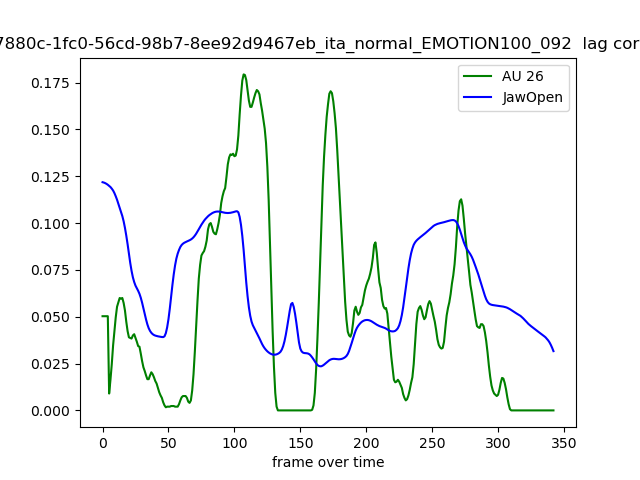 7880c-1fc0-56cd-98b7-8ee92d9467eb_ita_normal_EMOTION100_092 lag cor
AU 26
JawOpen
0.175
0.150
0.125
0.100
0.075
0.050
0.025
0.000
0 50 100 150 200 250 300 350
frame over time